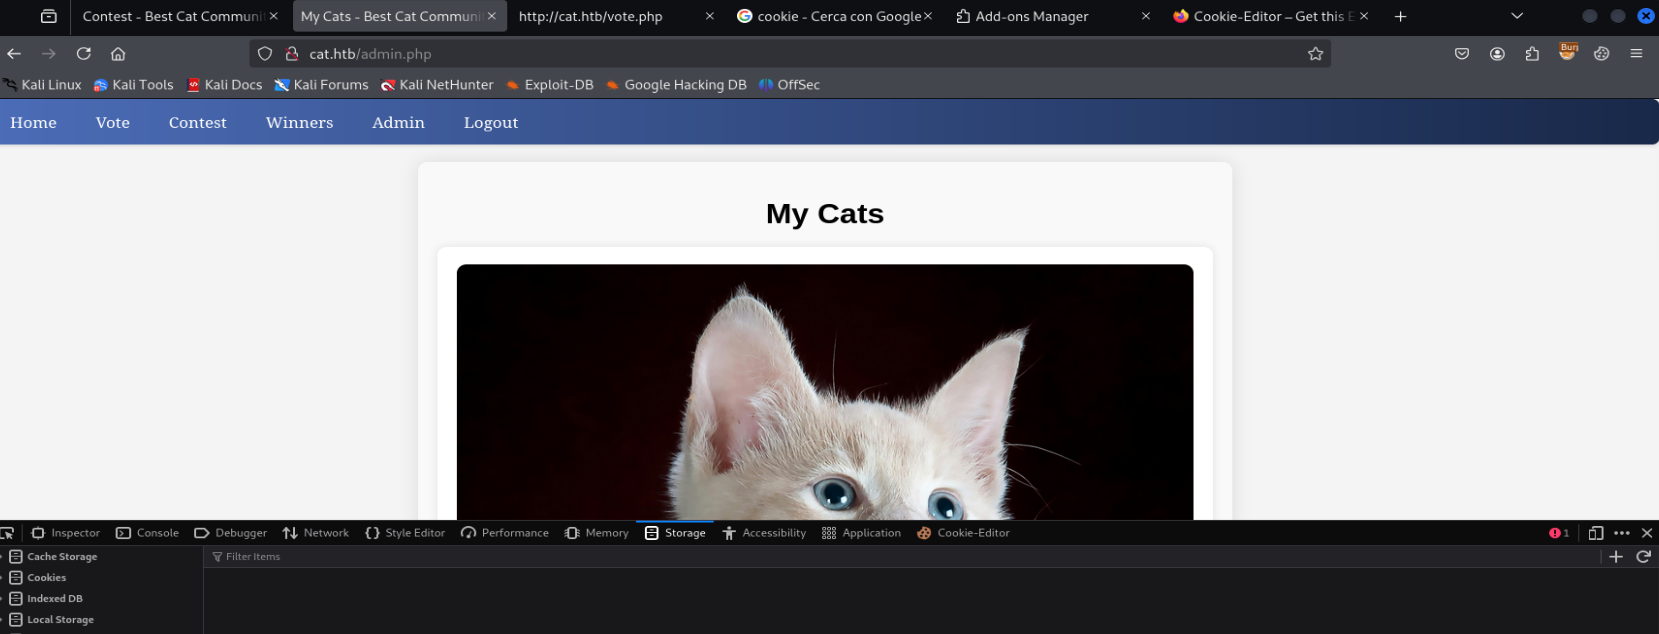 Contest - Best Cat Communit
My Cats - Best Cat Communit
http://cat.htb/vote.php
cookie - Cerca con Google
Add-ons Manager
Cookie-Editor – Get this E
cat.htb/admin.php
Burj
Kali Linux
Kali Tools
Kali Docs
Kali Forums
Kali NetHunter
Exploit-DB
Google Hacking DB
OffSec
Home
Vote
Contest
Winners
Admin
Logout
My Cats
Inspector
Console
Debugger
Network
Style Editor
Performance
Memory
Storage
Accessibility
Application
Cookie-Editor
1
Cache Storage
Filter Items
Cookies
Indexed DB
Local Storage